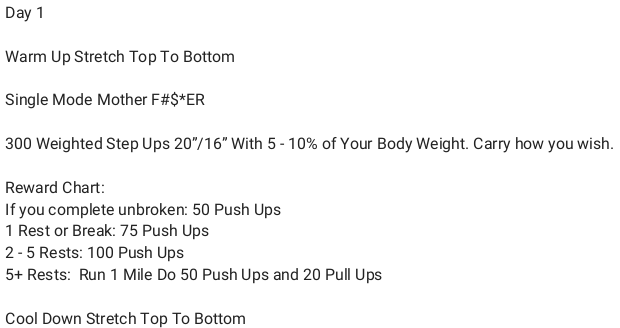 Day 1
Warm Up Stretch Top To Bottom
Single Mode Mother F#$*ER
300 Weighted Step Ups 20”/16” With 5 - 10% of Your Body Weight. Carry how you wish.
Reward Chart:
If you complete unbroken: 50 Push Ups
1 Rest or Break: 75 Push Ups
2 - 5 Rests: 100 Push Ups
5+ Rests:  Run 1 Mile Do 50 Push Ups and 20 Pull Ups
Cool Down Stretch Top To Bottom